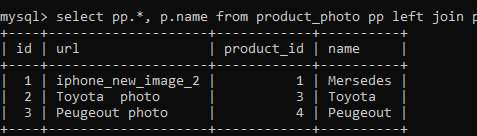 mysql> select pp.*, p.name from product_photo pp left join p
+----+--------------------+------------+----------+
| id | url | product_id | name |
+----+--------------------+------------+----------+
| 1 | iphone_new_image_2 | 1 | Mersedes |
| 2 | Toyota  photo | 3 | Toyota |
| 3 | Peugeout photo | 4 | Peugeout |
+----+--------------------+------------+----------+